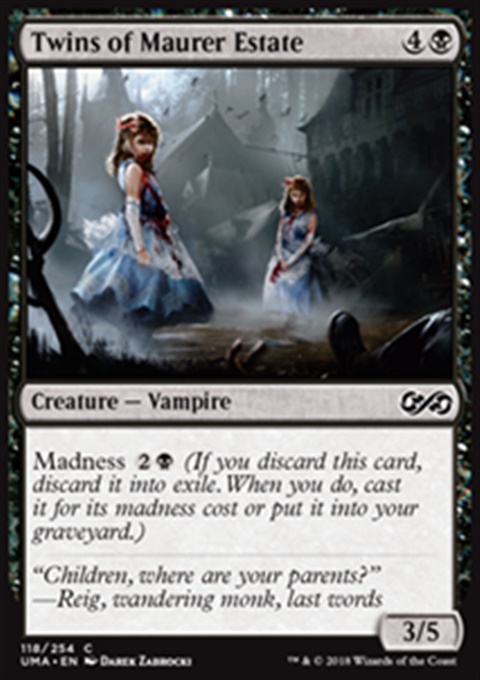 Twins of Maurer Estate 4
Creature — Vampire
Madness 2 (If you discard this card,
discard it into exile. When you do, cast
it for its madness cost or put it into your
graveyard.)
“Children, where are your parents?”
—Reig, wandering monk, last words
3/5
118/254 C
UMA • EN Darek Zabrocki
™ & © 2018 Wizards of the Coast